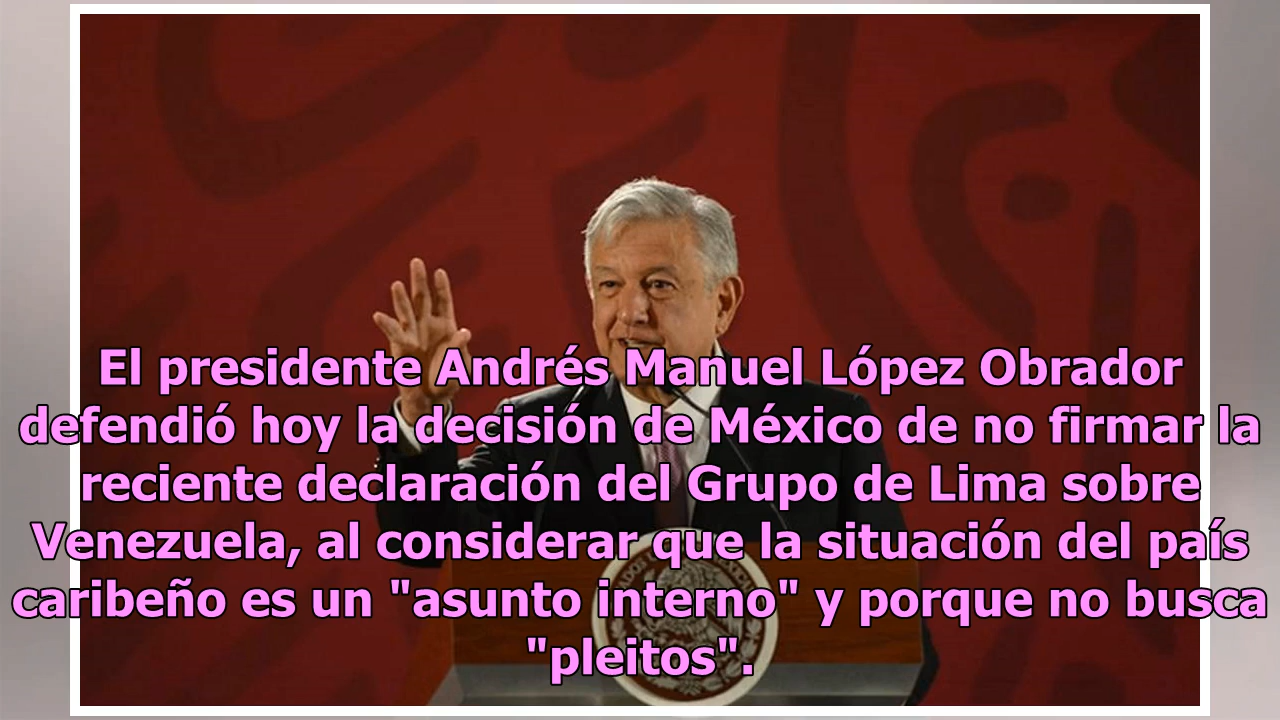 El presidente Andrés Manuel López Obrador
defendió hoy la decisión de México de no firmar la
reciente declaración del Grupo de Lima sobre
Venezuela, al considerar que la situación del país
caribeño es un "asunto interno" y porque no busca
"pleitos".